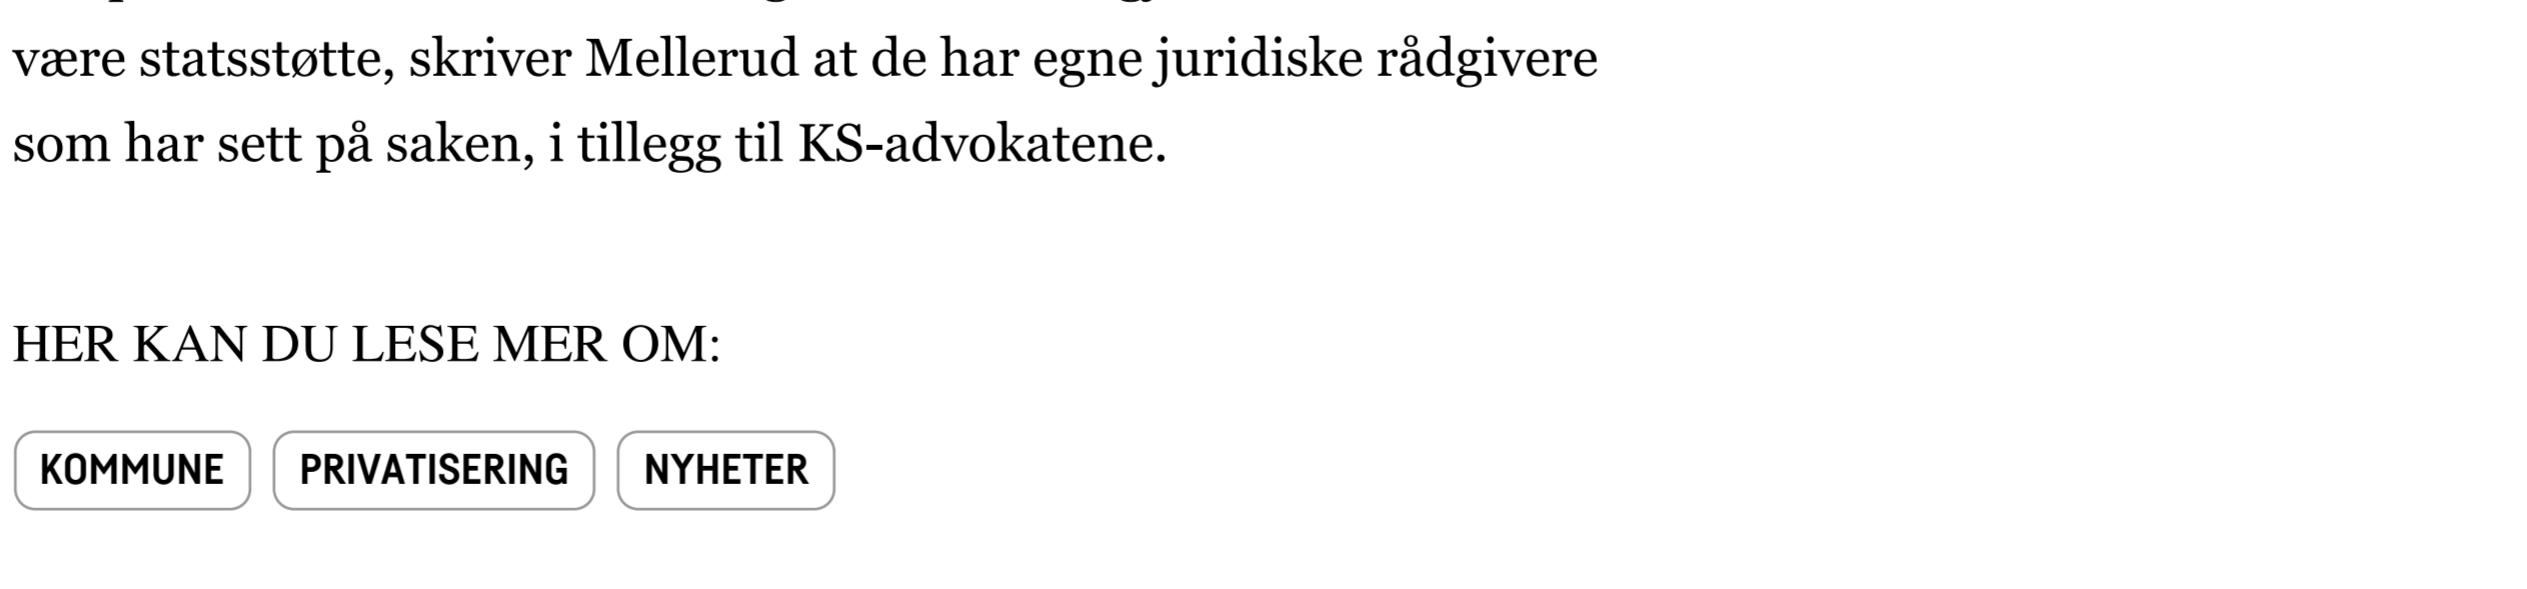 være statsstøtte, skriver Mellerud at de har egne juridiske rådgivere
som har sett på saken, i tillegg til KS-advokatene.
HER KAN DU LESE MER OM:
KOMMUNE PRIVATISERING NYHETER